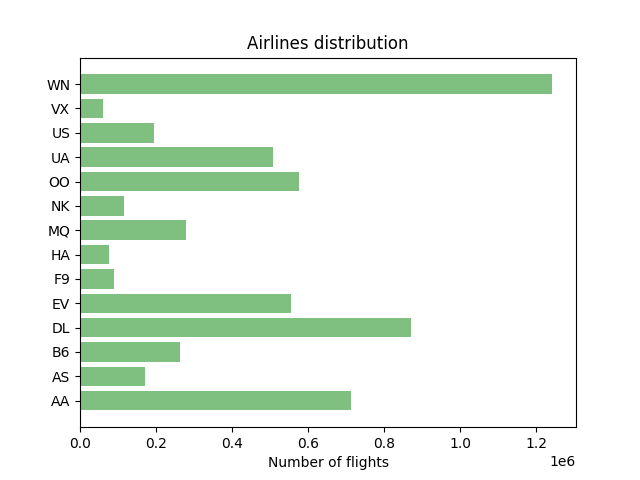 Airlines distribution
WN
VX
US
UA
OO
NK
MQ
HA
F9
EV
DL
B6
AS
AA
0.0 0.2 0.4 0.6 0.8 1.0 1.2
Number of flights
1e6